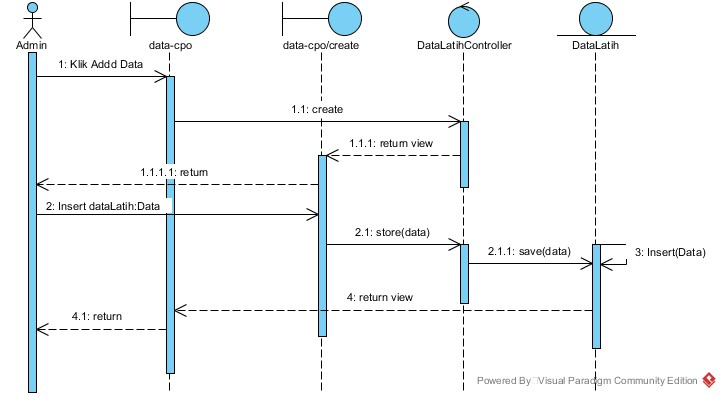 Admin
data-cpo
data-cpo/create
DataLatihController
DataLatih
1: Klik Addd Data
1.1: create
1.1.1: return view
1.1.1.1: return
2: Insert dataLatih:Data
2.1: store(data)
2.1.1: save(data)
3: Insert(Data)
4: return view
4.1: return
Powered By Visual Paradigm Community Edition